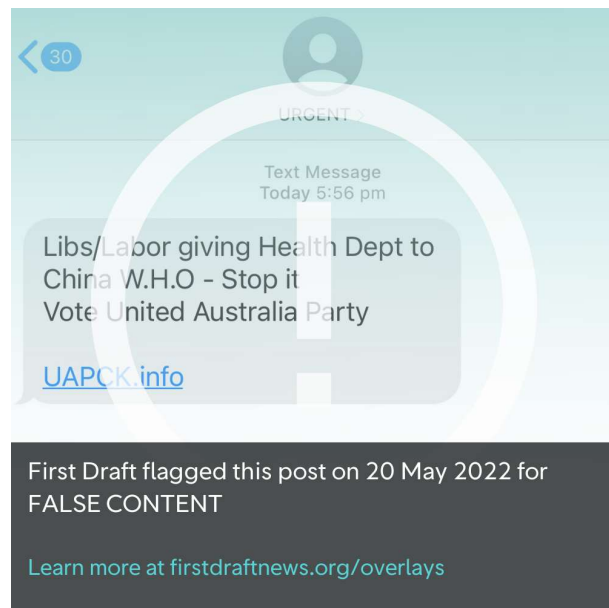 30
URGENT >
Text Message
Today 5:56 pm
Libs/Labor giving Health Dept to
China W.H.O - Stop it
Vote United Australia Party
UAPCK.info
First Draft flagged this post on 20 May 2022 for
FALSE CONTENT
Learn more at firstdraftnews.org/overlays